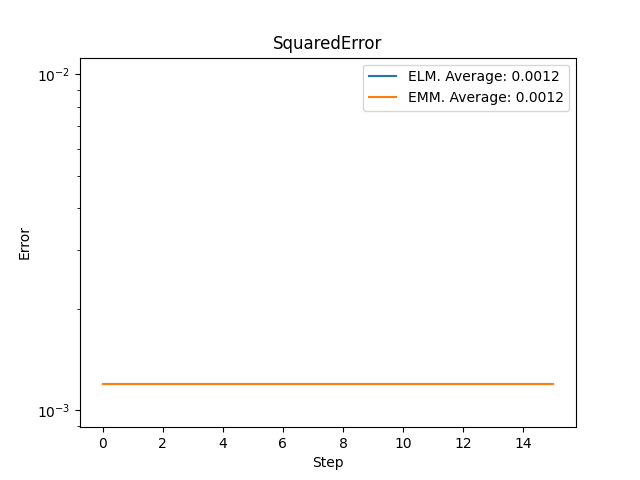 SquaredError
ELM. Average: 0.0012
EMM. Average: 0.0012
10⁻²
10⁻³
Error
0 2 4 6 8 10 12 14
Step